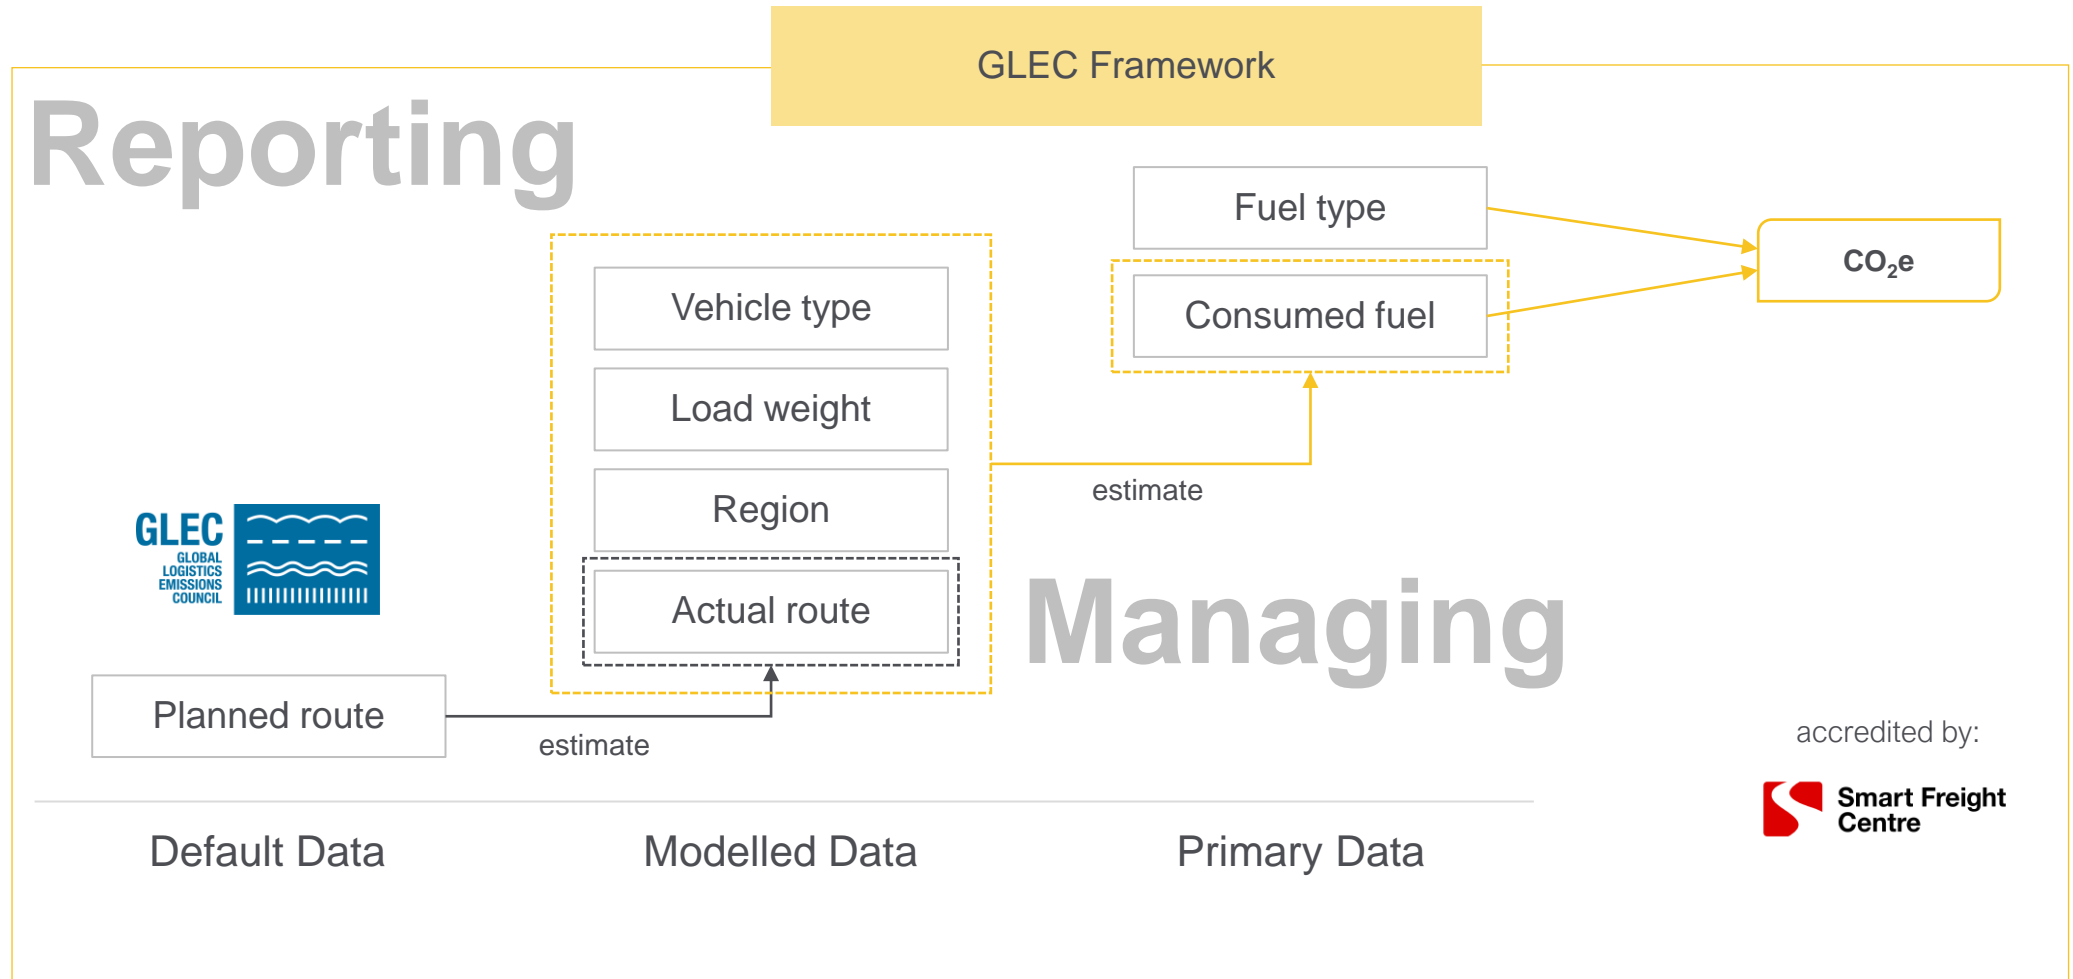 GLEC Framework
Reporting
Fuel type
CO₂e
Vehicle type
Consumed fuel
Load weight
estimate
Region
GLEC
GLOBAL
LOGISTICS
EMISSIONS
COUNCIL
Actual route
Managing
Planned route
estimate
accredited by:
Smart Freight
Centre
Default Data
Modelled Data
Primary Data